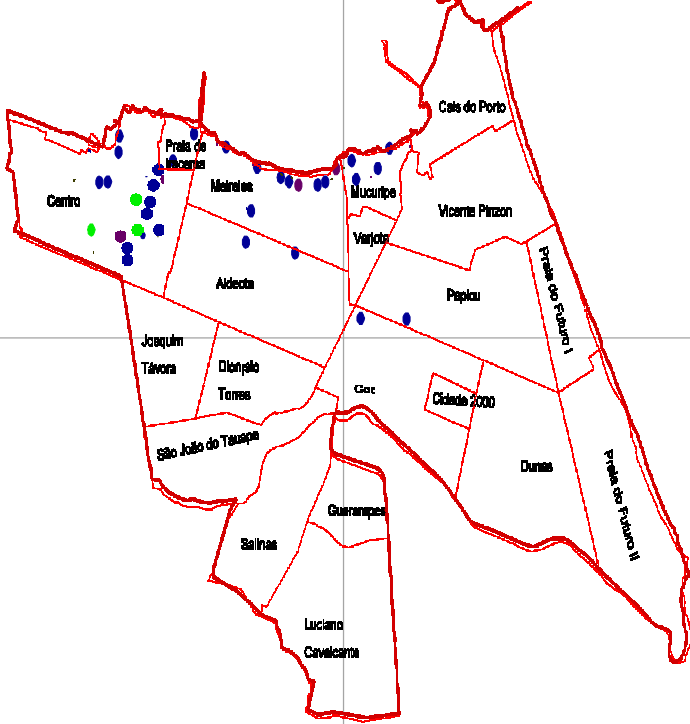 Cais do Porto
Praia de
Iracema
Meireles
Mucuripe
Centro
Vicente Pinzon
Varjota
Aldeota
Papicu
Praia do Futuro I
Joaquim
Távora
Dionísio
Torres
Coc
Cidade 2000
São João do Tauape
Dunas
Praia do Futuro II
Guararapes
Salinas
Luciano
Cavalcante